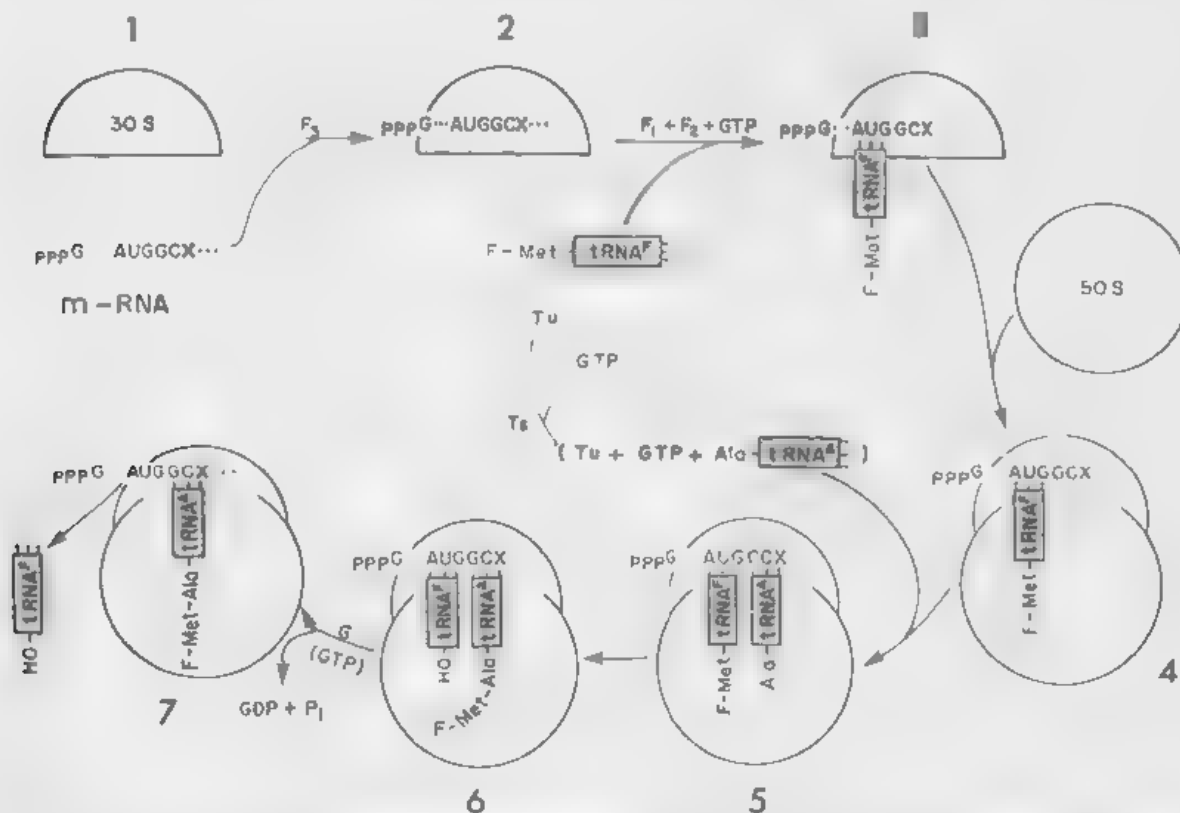 1
2
30 S
F3
pppG···AUGGCX···
F1 + F2 + GTP
pppG···AUGGCX
tRNAF
F-Met
pppG AUGGCX···
m-RNA
F-Met tRNAF
50 S
Tu
GTP
Ts
( Tu + GTP + Ala tRNAA )
pppG AUGGCX
tRNAF
F-Met
4
pppG AUGCCX
tRNAF
tRNAA
F-Met
5
pppG AUGGCX
tRNAF
tRNAA
HO
F-Met-Ala
6
G
(GTP)
GDP + Pi
pppG AUGGCX ··
tRNAA
F-Met-Ala
7
tRNAF
HO